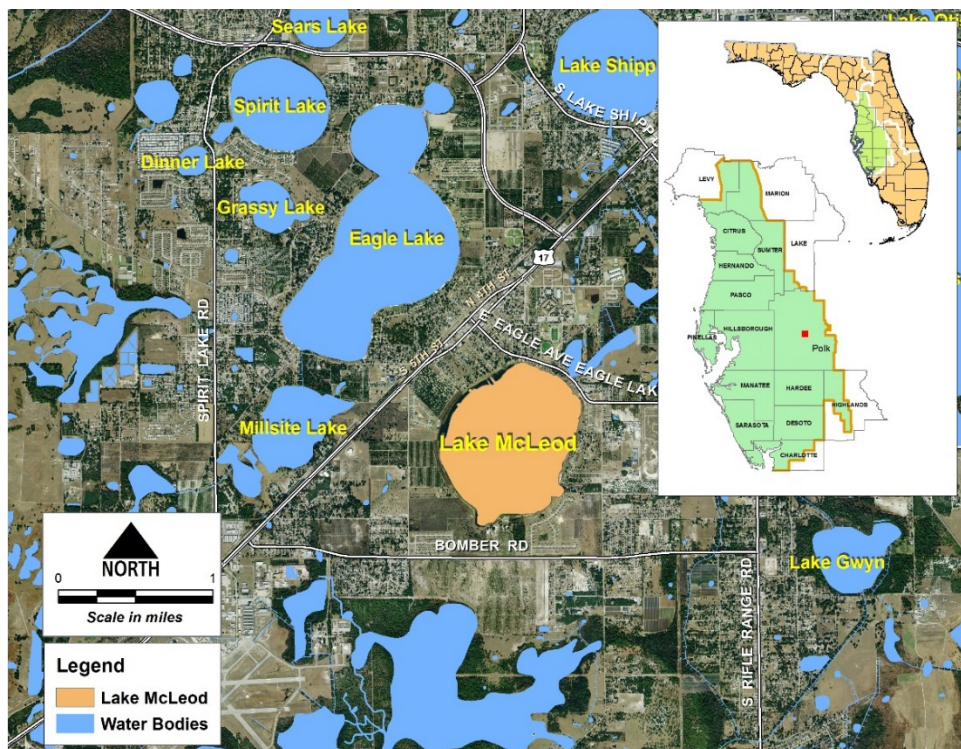 Sears Lake
Lake Shipp
S LAKE SHIPP
Spirit Lake
Dinner Lake
Grassy Lake
Eagle Lake
17
N 4TH ST
S 5TH ST
E EAGLE AVE EAGLE LAK
SPIRIT LAKE RD
Millsite Lake
Lake McLeod
BOMBER RD
Lake Gwyn
S RIFLE RANGE RD
LEVY
MARION
CITRUS
SUMTER
LAKE
HERNANDO
PASCO
HILLSBOROUGH
PINELLAS
Polk
MANATEE
HARDEE
HIGHLANDS
SARASOTA
DESOTO
CHARLOTTE
NORTH
0 1
Scale in miles
Legend
Lake McLeod
Water Bodies